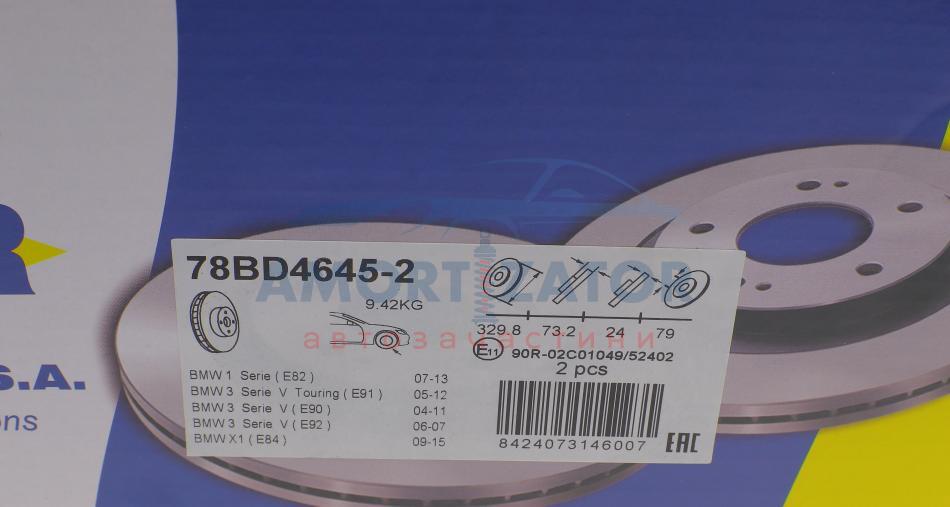 R
S.A.
ons
78BD4645-2
9.42KG
329.8 73.2 24 79
E11 90R-02C01049/52402
2 pcs
BMW 1 Serie ( E82 ) 07-13
BMW 3 Serie V Touring ( E91 ) 05-12
BMW 3 Serie V ( E90 ) 04-11
BMW 3 Serie V ( E92 ) 06-07
BMW X1 ( E84 ) 09-15
8424073146007
EAC
AMORTIZATOR
автозапчастини